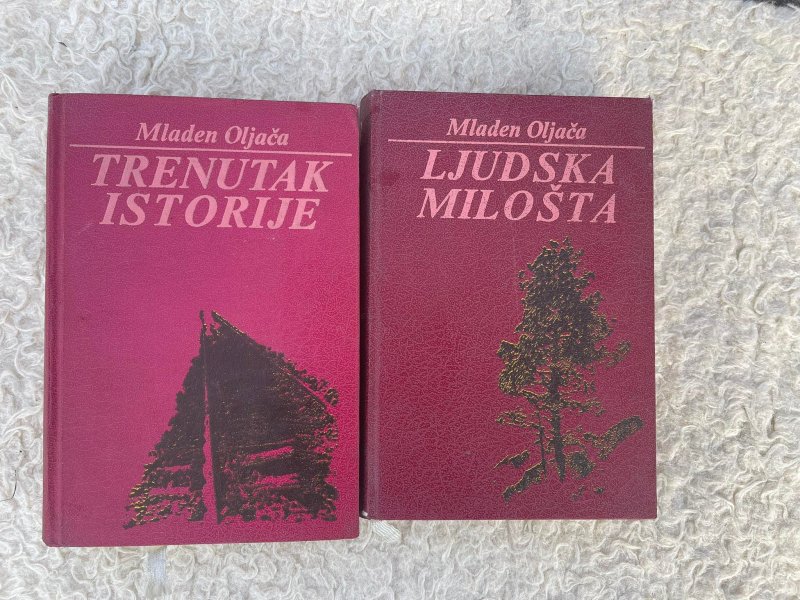 Mladen Oljača
TRENUTAK
ISTORIJE
Mladen Oljača
LJUDSKA
MILOŠTA